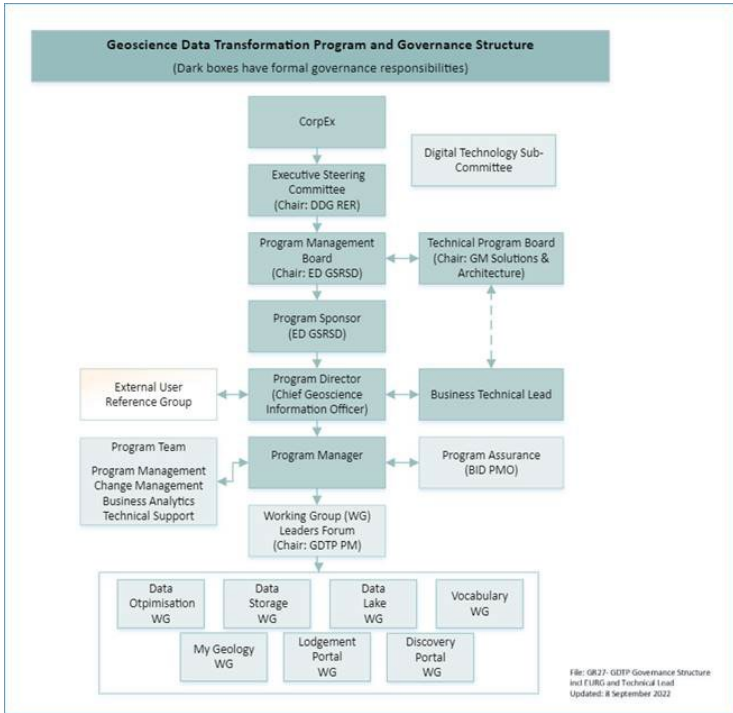 Geoscience Data Transformation Program and Governance Structure
(Dark boxes have formal governance responsibilities)
CorpEx
Digital Technology Sub-
Committee
Executive Steering
Committee
(Chair: DDG RER)
Program Management
Board
(Chair: ED GSRSD)
Technical Program Board
(Chair: GM Solutions &
Architecture)
Program Sponsor
(ED GSRSD)
External User
Reference Group
Program Director
(Chief Geoscience
Information Officer)
Business Technical Lead
Program Team
Program Management
Change Management
Business Analytics
Technical Support
Program Manager
Program Assurance
(BID PMO)
Working Group (WG)
Leaders Forum
(Chair: GDTP PM)
Data
Otpimisation
WG
Data
Storage
WG
Data
Lake
WG
Vocabulary
WG
My Geology
WG
Lodgement
Portal
WG
Discovery
Portal
WG
File: GR27- GDTP Governance Structure
incl EURG and Technical Lead
Updated: 8 September 2022